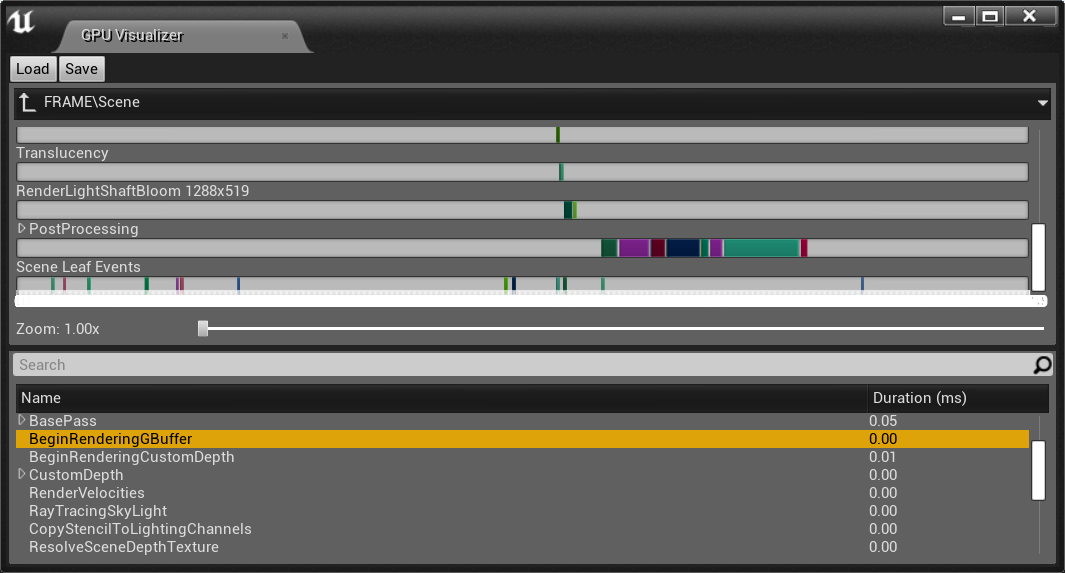 GPU Visualizer
Load Save
FRAME\Scene
Translucency
RenderLightShaftBloom 1288x519
PostProcessing
Scene Leaf Events
Zoom: 1.00x
Search
Name Duration (ms)
BasePass 0.05
BeginRenderingGBuffer 0.00
BeginRenderingCustomDepth 0.01
CustomDepth 0.00
RenderVelocities 0.00
RayTracingSkyLight 0.00
CopyStencilToLightingChannels 0.00
ResolveSceneDepthTexture 0.00